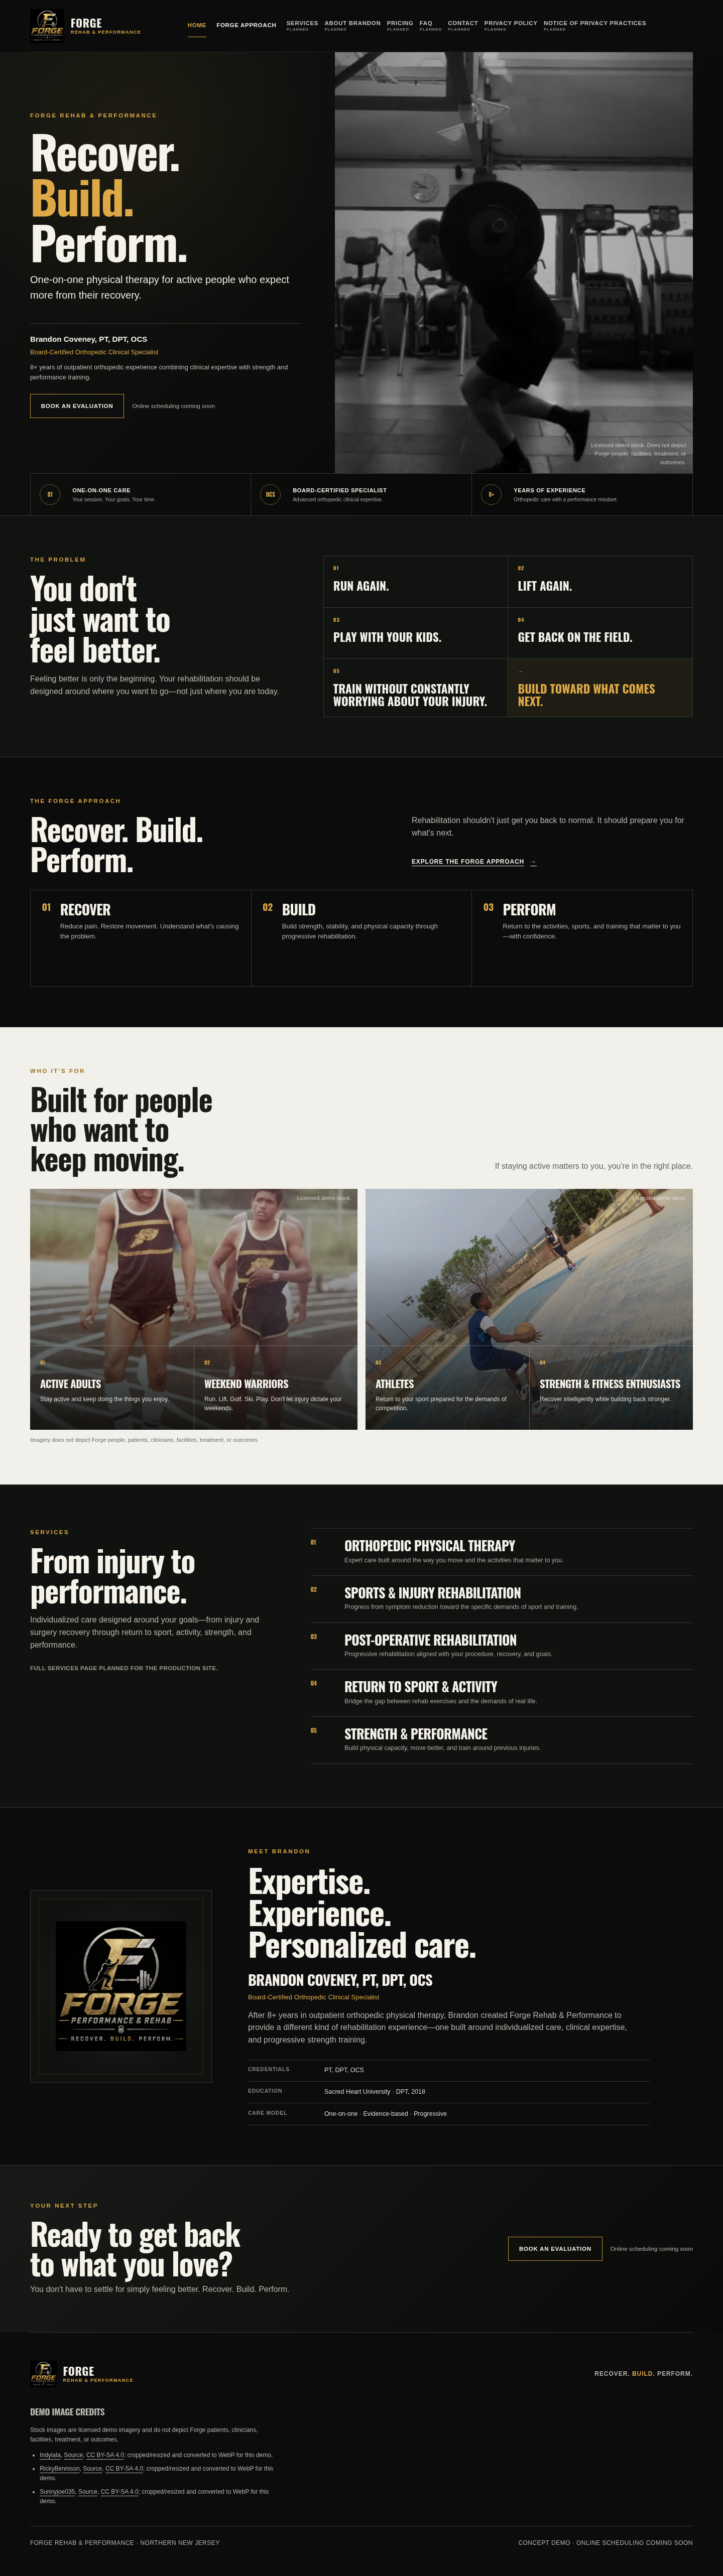 FORGE
REHAB & PERFORMANCE
HOME
FORGE APPROACH
SERVICES
PLANNED
ABOUT BRANDON
PLANNED
PRICING
PLANNED
FAQ
PLANNED
CONTACT
PLANNED
PRIVACY POLICY
PLANNED
NOTICE OF PRIVACY PRACTICES
PLANNED
FORGE REHAB & PERFORMANCE
Recover.
Build.
Perform.
One-on-one physical therapy for active people who expect
more from their recovery.
Brandon Coveney, PT, DPT, OCS
Board-Certified Orthopedic Clinical Specialist
8+ years of outpatient orthopedic experience combining clinical expertise with strength and
performance training.
BOOK AN EVALUATION
Online scheduling coming soon
Licensed demo stock. Does not depict
Forge people, facilities, treatment, or
outcomes.
01
ONE-ON-ONE CARE
Your session. Your goals. Your time.
OCS
BOARD-CERTIFIED SPECIALIST
Advanced orthopedic clinical expertise.
8+
YEARS OF EXPERIENCE
Orthopedic care with a performance mindset.
THE PROBLEM
You don't
just want to
feel better.
Feeling better is only the beginning. Your rehabilitation should be
designed around where you want to go—not just where you are today.
01
RUN AGAIN.
02
LIFT AGAIN.
03
PLAY WITH YOUR KIDS.
04
GET BACK ON THE FIELD.
05
TRAIN WITHOUT CONSTANTLY
WORRYING ABOUT YOUR INJURY.
→
BUILD TOWARD WHAT COMES
NEXT.
THE FORGE APPROACH
Recover. Build.
Perform.
Rehabilitation shouldn't just get you back to normal. It should prepare you for
what's next.
EXPLORE THE FORGE APPROACH →
01
RECOVER
Reduce pain. Restore movement. Understand what's causing
the problem.
02
BUILD
Build strength, stability, and physical capacity through
progressive rehabilitation.
03
PERFORM
Return to the activities, sports, and training that matter to you
—with confidence.
WHO IT'S FOR
Built for people
who want to
keep moving.
If staying active matters to you, you're in the right place.
Licensed demo stock.
01
ACTIVE ADULTS
Stay active and keep doing the things you enjoy.
02
WEEKEND WARRIORS
Run. Lift. Golf. Ski. Play. Don't let injury dictate your
weekends.
Licensed demo stock.
03
ATHLETES
Return to your sport prepared for the demands of
competition.
04
STRENGTH & FITNESS ENTHUSIASTS
Recover intelligently while building back stronger.
Imagery does not depict Forge people, patients, clinicians, facilities, treatment, or outcomes.
SERVICES
From injury to
performance.
Individualized care designed around your goals—from injury and
surgery recovery through return to sport, activity, strength, and
performance.
FULL SERVICES PAGE PLANNED FOR THE PRODUCTION SITE.
01
ORTHOPEDIC PHYSICAL THERAPY
Expert care built around the way you move and the activities that matter to you.
02
SPORTS & INJURY REHABILITATION
Progress from symptom reduction toward the specific demands of sport and training.
03
POST-OPERATIVE REHABILITATION
Progressive rehabilitation aligned with your procedure, recovery, and goals.
04
RETURN TO SPORT & ACTIVITY
Bridge the gap between rehab exercises and the demands of real life.
05
STRENGTH & PERFORMANCE
Build physical capacity, move better, and train around previous injuries.
FORGE
PERFORMANCE & REHAB
RECOVER. BUILD. PERFORM.
MEET BRANDON
Expertise.
Experience.
Personalized care.
BRANDON COVENEY, PT, DPT, OCS
Board-Certified Orthopedic Clinical Specialist
After 8+ years in outpatient orthopedic physical therapy, Brandon created Forge Rehab & Performance to
provide a different kind of rehabilitation experience—one built around individualized care, clinical expertise,
and progressive strength training.
CREDENTIALS
PT, DPT, OCS
EDUCATION
Sacred Heart University · DPT, 2018
CARE MODEL
One-on-one · Evidence-based · Progressive
YOUR NEXT STEP
Ready to get back
to what you love?
You don't have to settle for simply feeling better. Recover. Build. Perform.
BOOK AN EVALUATION
Online scheduling coming soon
FORGE
REHAB & PERFORMANCE
RECOVER. BUILD. PERFORM.
DEMO IMAGE CREDITS
Stock images are licensed demo imagery and do not depict Forge patients, clinicians,
facilities, treatment, or outcomes.
• Indylala, Source, CC BY-SA 4.0; cropped/resized and converted to WebP for this demo.
• RickyBennison, Source, CC BY-SA 4.0; cropped/resized and converted to WebP for this
demo.
• Sunnyjoe035, Source, CC BY-SA 4.0; cropped/resized and converted to WebP for this
demo.
FORGE REHAB & PERFORMANCE · NORTHERN NEW JERSEY
CONCEPT DEMO · ONLINE SCHEDULING COMING SOON